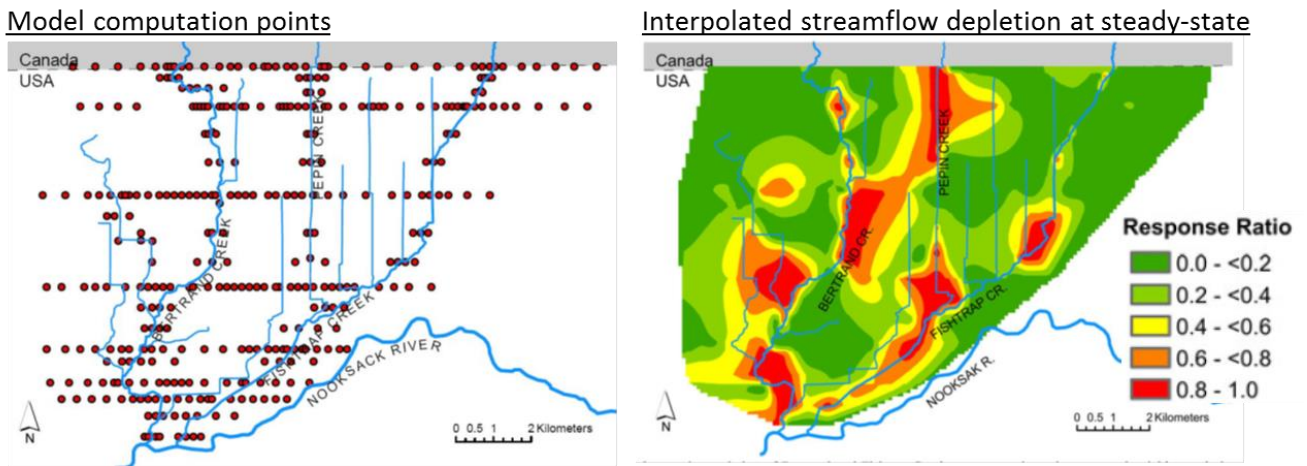 Model computation points
Canada
USA
PEPIN CREEK
BERTRAND CREEK
FISHTRAP CREEK
NOOKSACK RIVER
N
0 0.5 1 2 Kilometers
Interpolated streamflow depletion at steady-state
Canada
USA
PEPIN CREEK
BERTRAND CR.
FISHTRAP CR.
NOOKSAK R.
Response Ratio
0.0 - <0.2
0.2 - <0.4
0.4 - <0.6
0.6 - <0.8
0.8 - 1.0
N
0 0.5 1 2 Kilometers